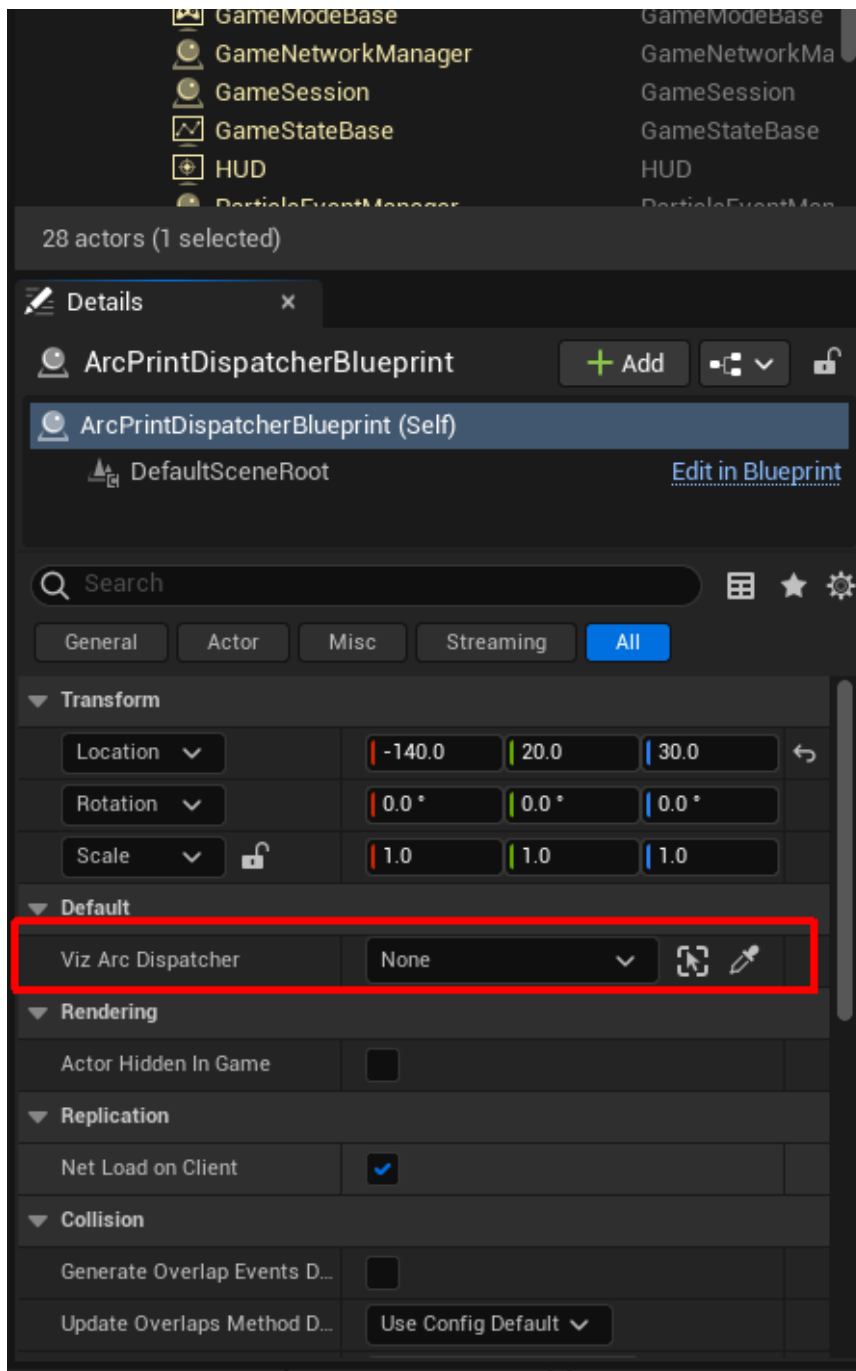 GameModeBase GameModeBase
GameNetworkManager GameNetworkMa
GameSession GameSession
GameStateBase GameStateBase
HUD HUD
ParticleEventManager ParticleEventMan
28 actors (1 selected)
Details
ArcPrintDispatcherBlueprint + Add
ArcPrintDispatcherBlueprint (Self)
DefaultSceneRoot Edit in Blueprint
Search
General Actor Misc Streaming All
Transform
Location -140.0 20.0 30.0
Rotation 0.0 ° 0.0 ° 0.0 °
Scale 1.0 1.0 1.0
Default
Viz Arc Dispatcher None
Rendering
Actor Hidden In Game
Replication
Net Load on Client
Collision
Generate Overlap Events D...
Update Overlaps Method D... Use Config Default